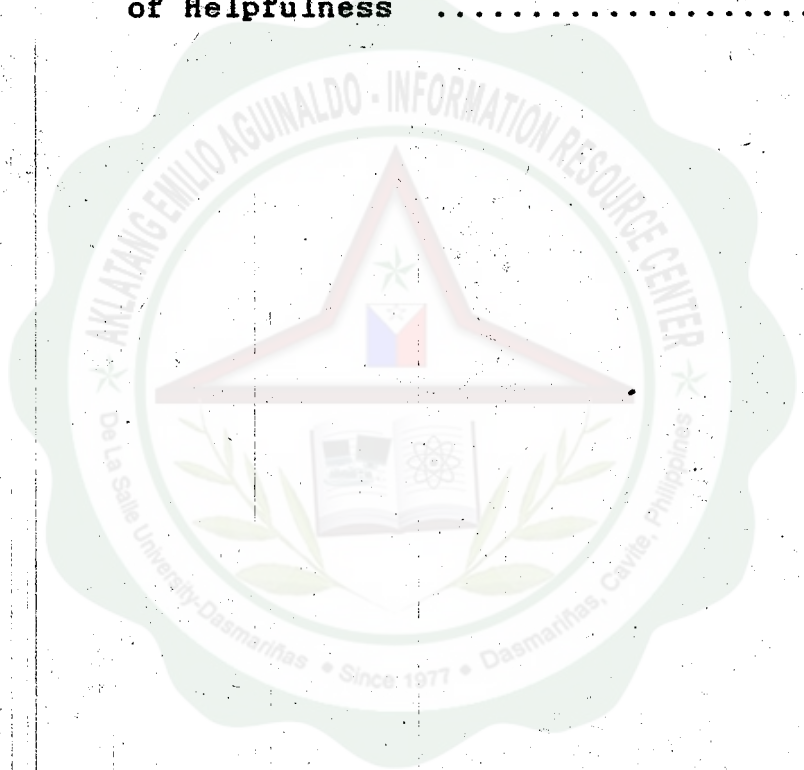 of Helpfulness ......................
AKLATANG EMILIO AGUINALDO - INFORMATION RESOURCE CENTER
De La Salle University-Dasmariñas • Since 1977 • Dasmariñas, Cavite, Philippines